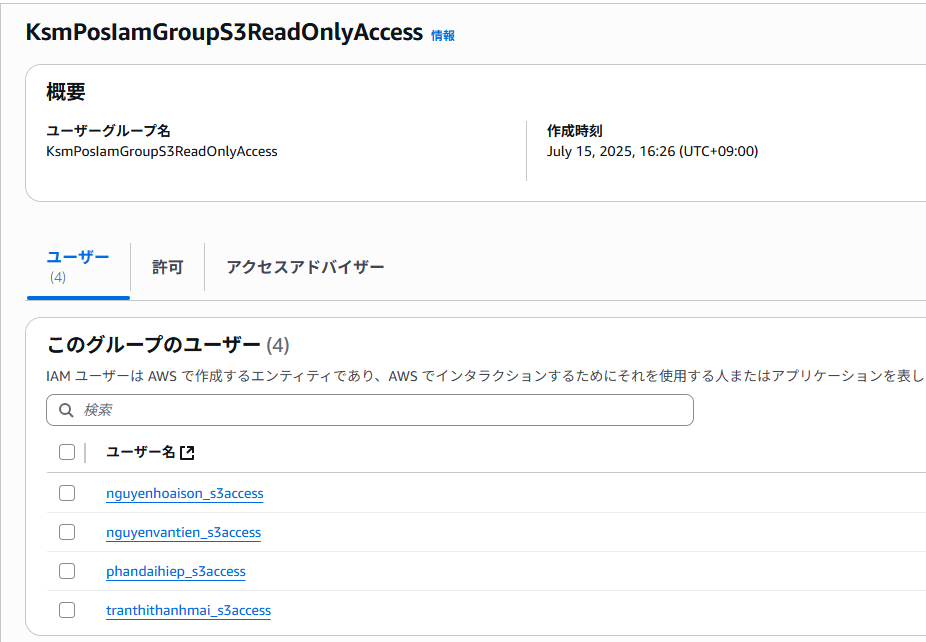 KsmPosIamGroupS3ReadOnlyAccess 情報
概要
ユーザーグループ名
KsmPosIamGroupS3ReadOnlyAccess
作成時刻
July 15, 2025, 16:26 (UTC+09:00)
ユーザー
(4)
許可
アクセスアドバイザー
このグループのユーザー (4)
IAM ユーザーは AWS で作成するエンティティであり、AWS でインタラクションするためにそれを使用する人またはアプリケーションを表し
検索
ユーザー名
nguyenhoaison_s3access
nguyenvantien_s3access
phandaihiep_s3access
tranthithanhmai_s3access